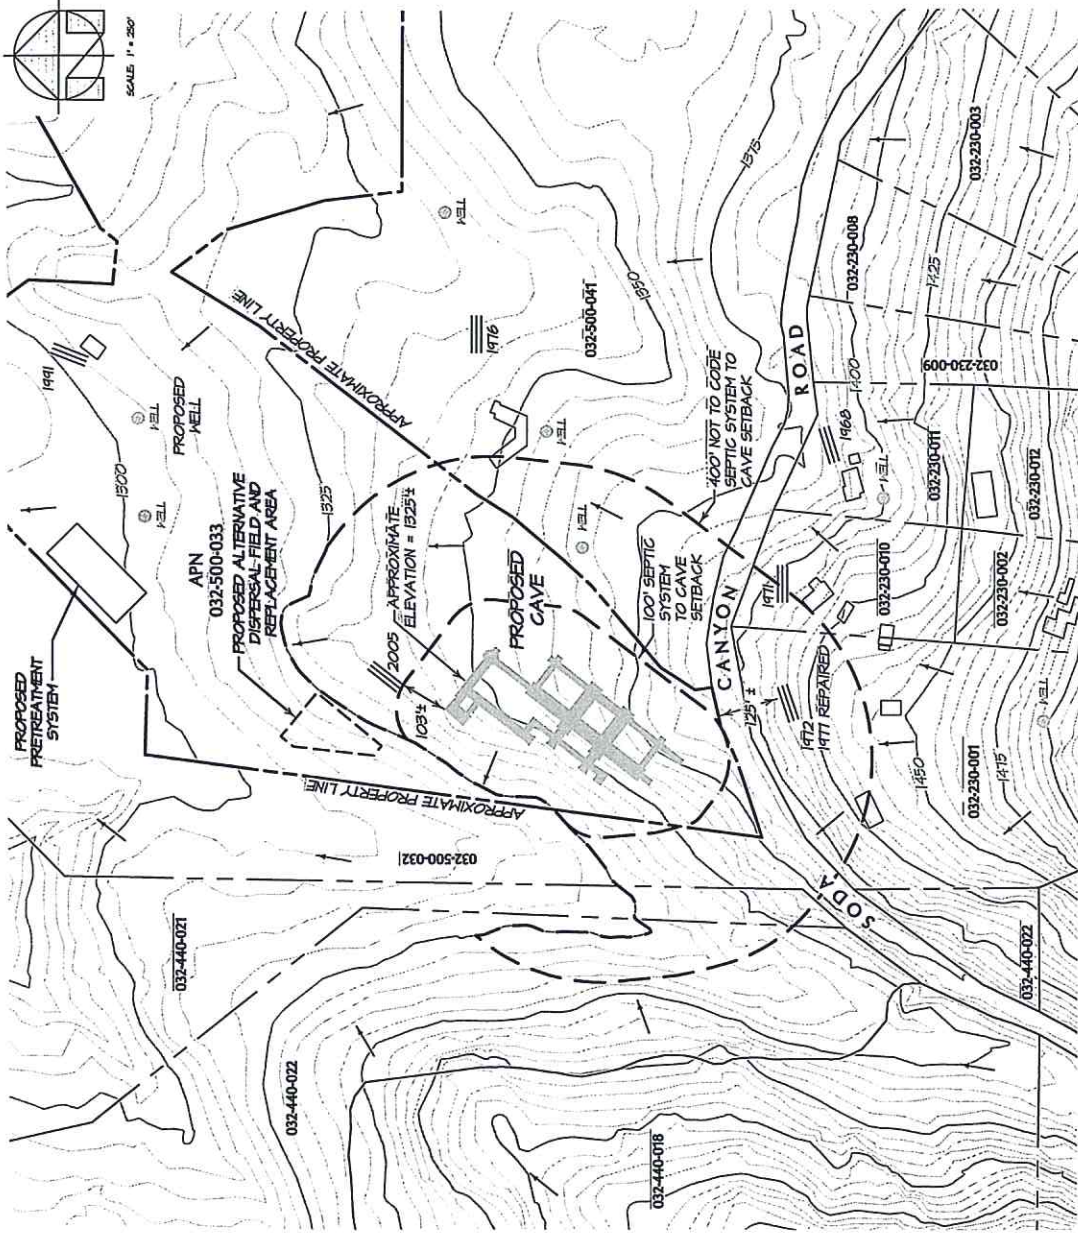 SCALE: 1" = 250'
1991
WELL
PROPOSED
WELL
WELL
1300
PROPOSED
PRETREATMENT
SYSTEM
APN
032-500-033
PROPOSED ALTERNATIVE
DISPERSAL FIELD AND
REPLACEMENT AREA
1325
APPROXIMATE PROPERTY LINE
WELL
1976
032-500-041
1350
1375
WELL
APPROXIMATE
ELEVATION = 1325'±
2005
103'±
PROPOSED
CAVE
WELL
400' NOT TO CODE
SEPTIC SYSTEM TO
CAVE SETBACK
100' SEPTIC
SYSTEM
TO CAVE
SETBACK
APPROXIMATE PROPERTY LINE
032-500-032
032-440-021
032-440-022
032-440-018
SODA
CANYON
ROAD
125'±
1972
1977 REPAIRED
1971
1968
WELL
1400
032-230-008
032-230-003
1425
032-230-009
032-230-011
032-230-012
032-230-010
032-230-002
WELL
1450
1475
032-230-001
032-440-022